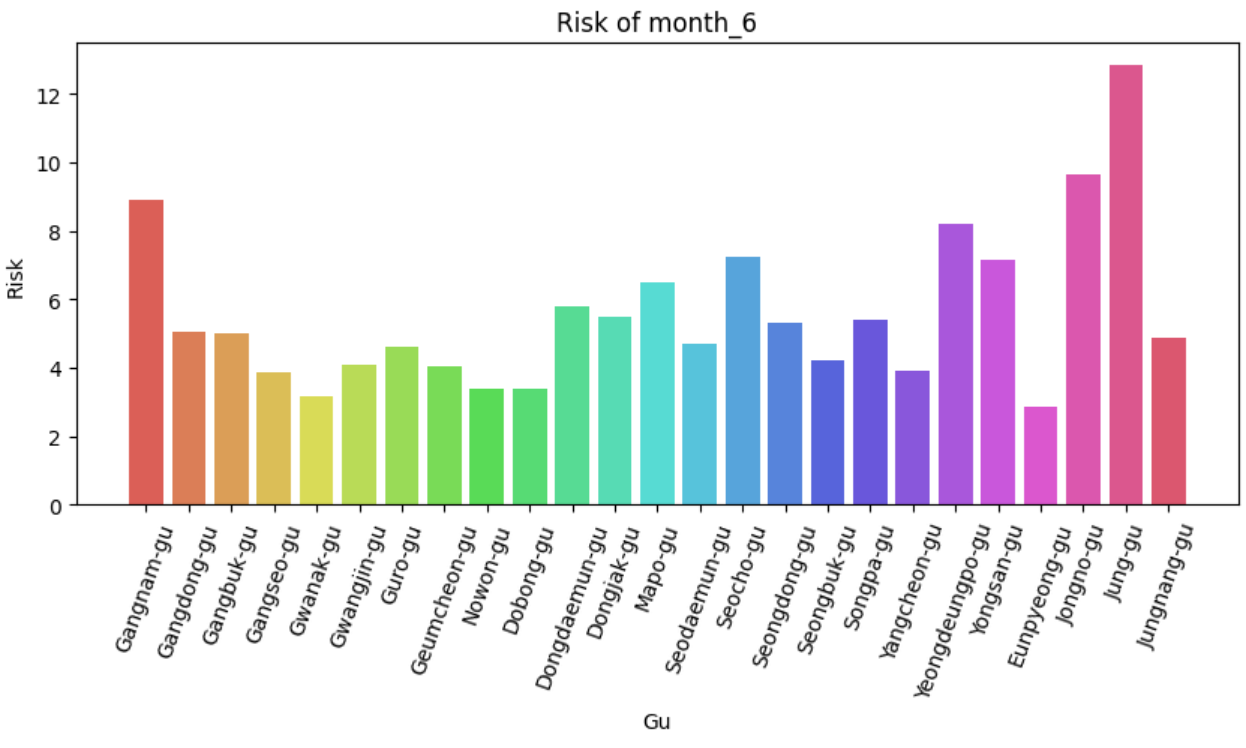 Risk of month_6
12
10
8
6
4
2
0
Risk
Gangnam-gu
Gangdong-gu
Gangbuk-gu
Gangseo-gu
Gwanak-gu
Gwangjin-gu
Guro-gu
Geumcheon-gu
Nowon-gu
Dobong-gu
Dongdaemun-gu
Dongjak-gu
Mapo-gu
Seodaemun-gu
Seocho-gu
Seongdong-gu
Seongbuk-gu
Songpa-gu
Yangcheon-gu
Yeongdeungpo-gu
Yongsan-gu
Eunpyeong-gu
Jongno-gu
Jung-gu
Jungnang-gu
Gu